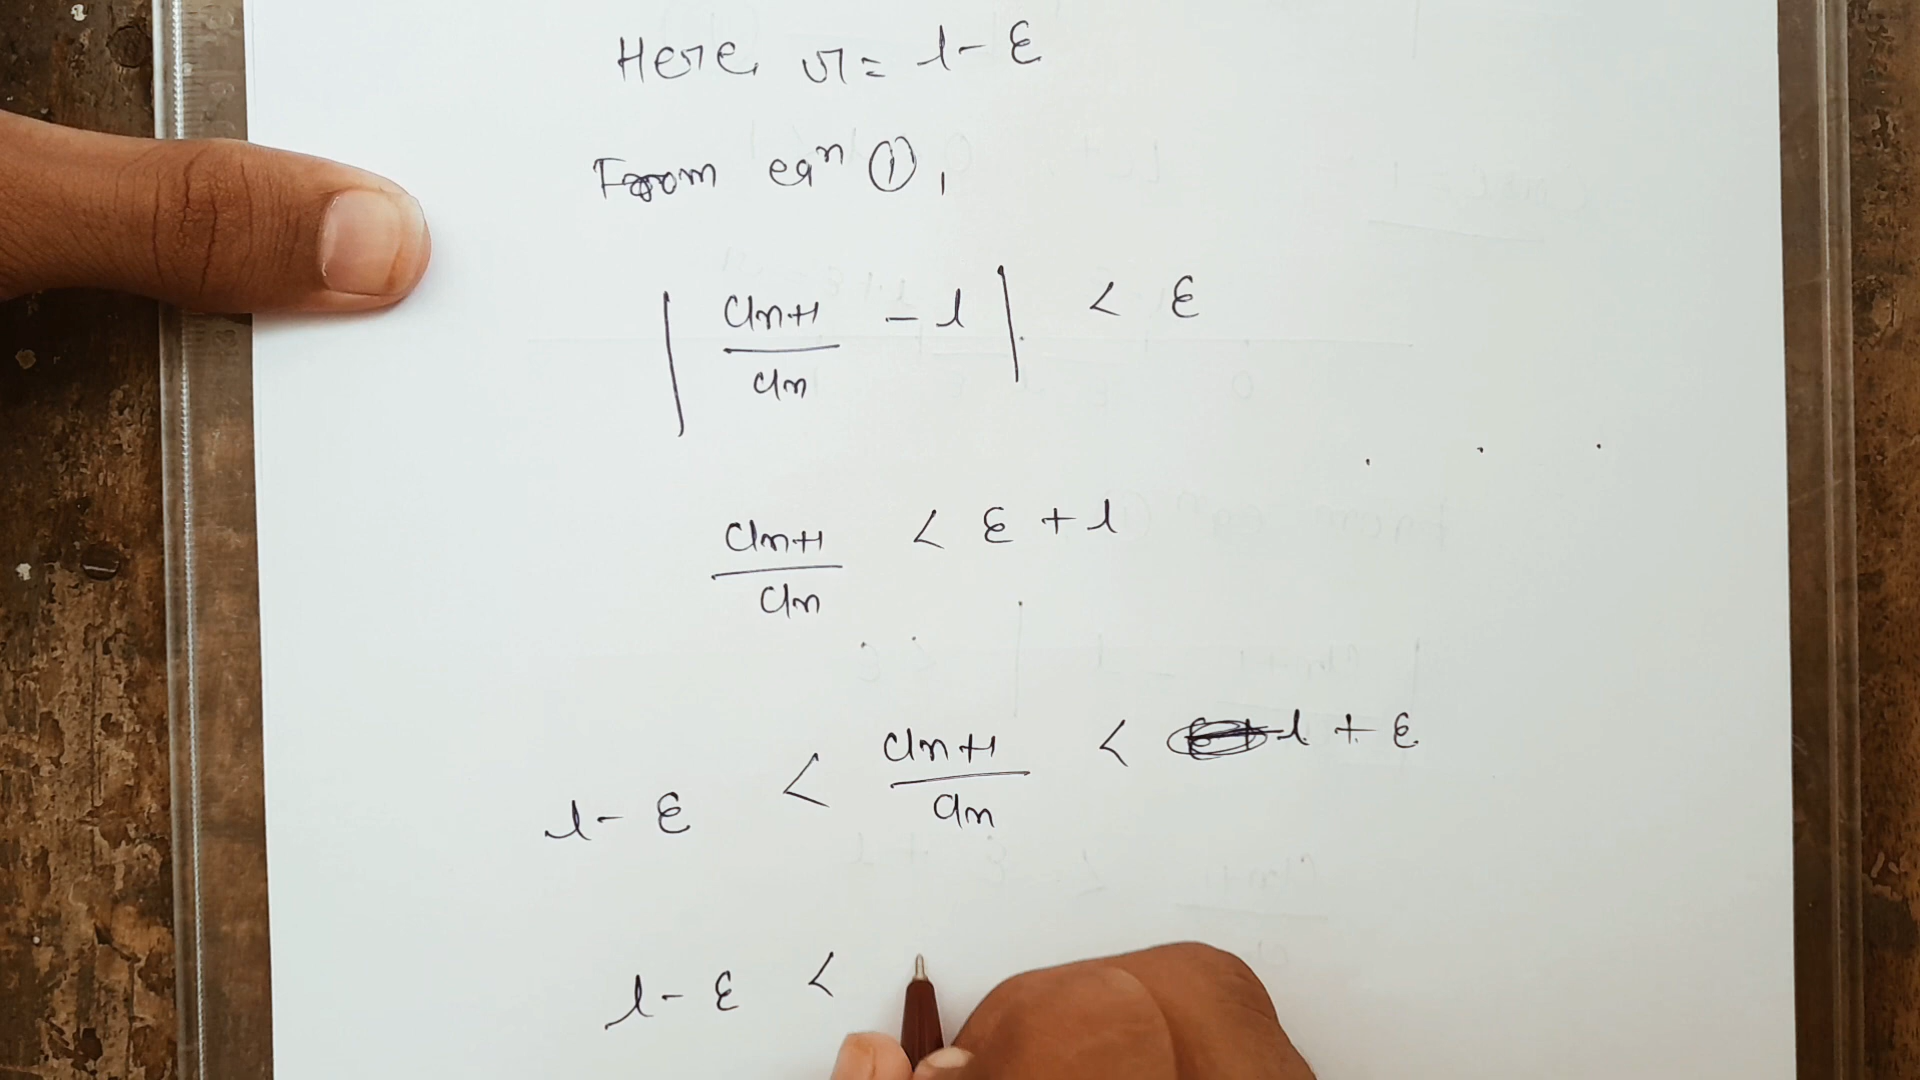 Here r = l - ε
From eqⁿ ①,
| an+1 / an - l | < ε
an+1 / an < ε + l
l - ε < an+1 / an < l + ε
l - ε <